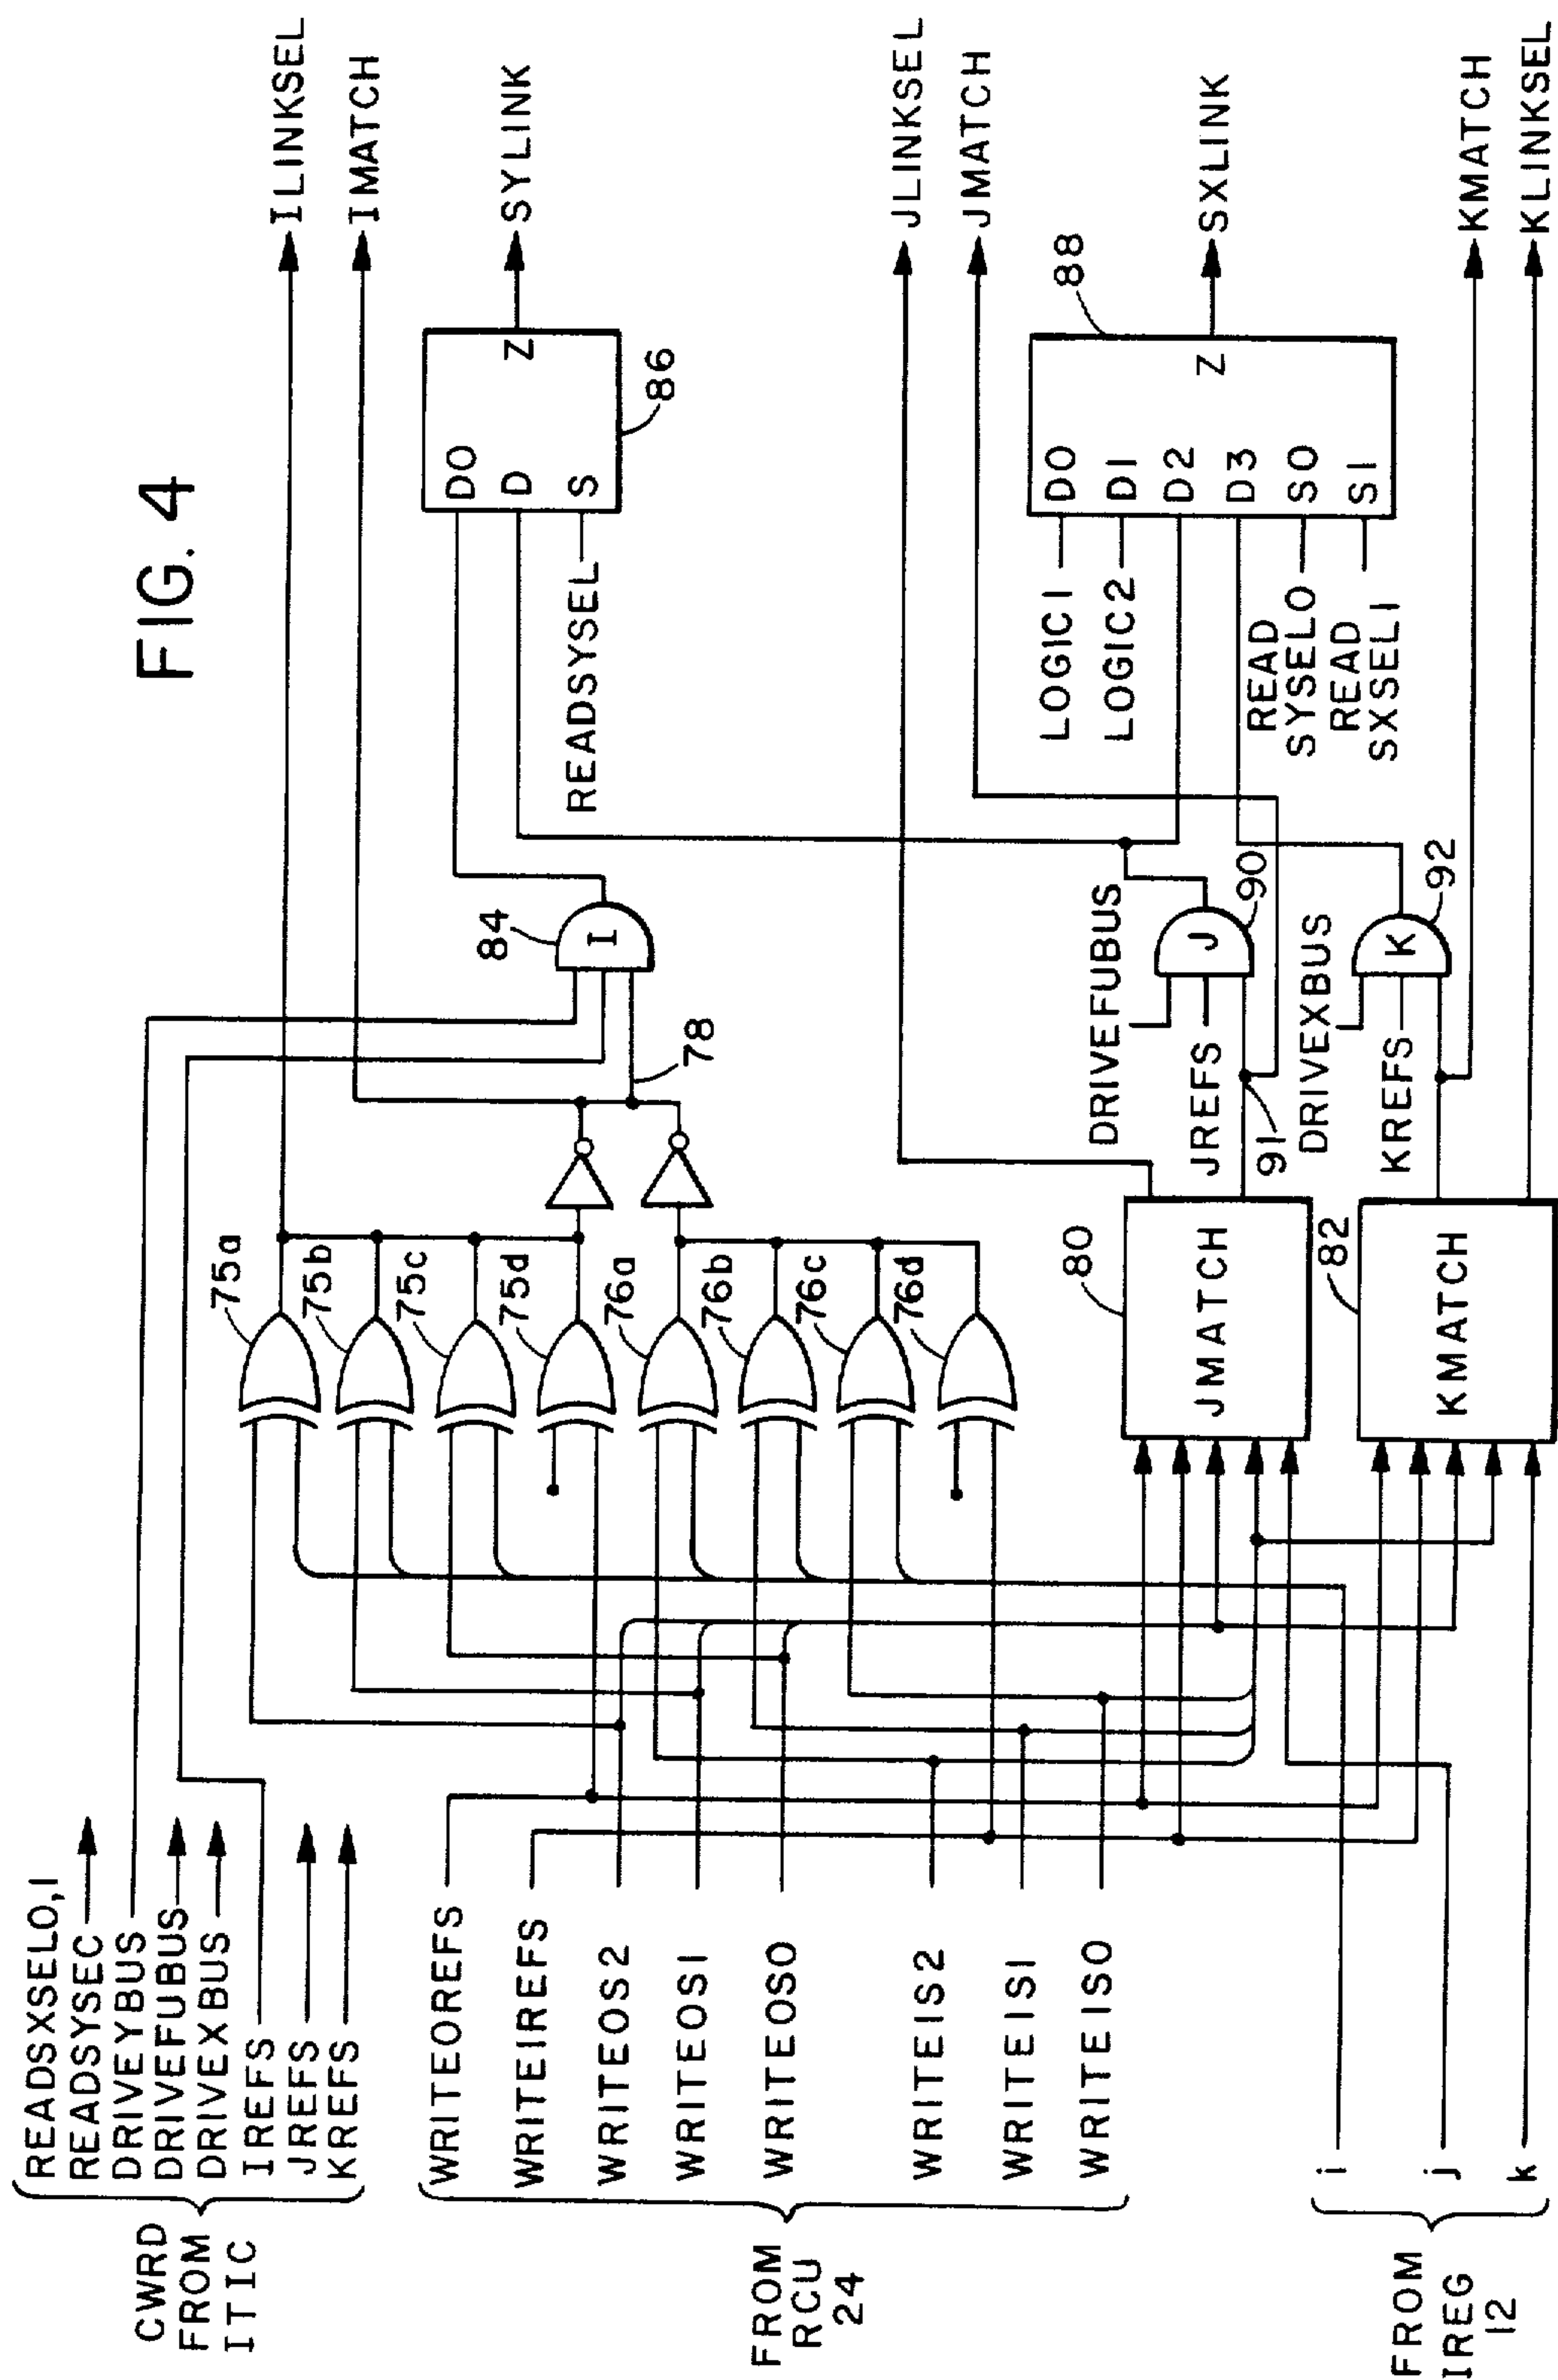 FIG. 4
CWRD
FROM
ITIC
READSXSEL0,1
READSYSEC
DRIVEYBUS
DRIVEFUBUS
DRIVEXBUS
IREFS
JREFS
KREFS
FROM
RCU
24
WRITEOREFS
WRITEIREFS
WRITEOS2
WRITEOS1
WRITEOS0
WRITEIS2
WRITEIS1
WRITEIS0
FROM
IREG
12
i
j
k
75a
75b
75c
75d
76a
76b
76c
76d
78
84
I
D0
D
S
Z
86
READSYSEL
80
JMATCH
82
KMATCH
DRIVEFUBUS
JREFS
91
J
90
DRIVEXBUS
KREFS
K
92
LOGIC1
LOGIC2
READ
SYSEL0
READ
SXSEL1
D0
D1
D2
D3
S0
S1
Z
88
ILINKSEL
IMATCH
SYLINK
JLINKSEL
JMATCH
SXLINK
KMATCH
KLINKSEL